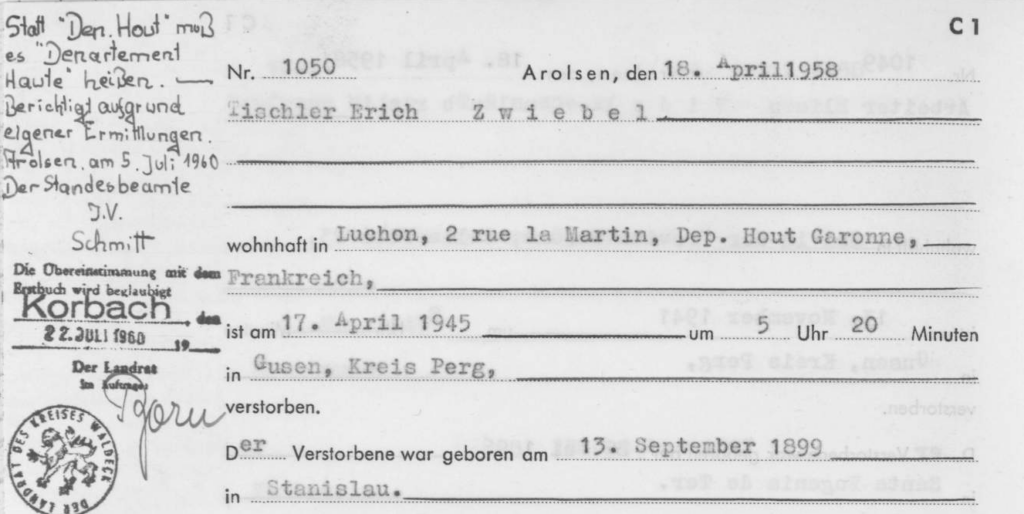 Statt "Den. Hout" muß
es "Denartement
Haute" heißen. —
Berichtigt aufgrund
eigener Ermittlungen.
Arolsen, am 5. Juli 1960
Der Standesbeamte
J.V.
Schmitt
Die Übereinstimmung mit dem
Erstbuch wird beglaubigt
Korbach, den
22. JULI 1960 19
Der Landrat
Im Auftrage
DER LANDRAT DES KREISES WALDECK
C 1
Nr. 1050 Arolsen, den 18. April 1958
Tischler Erich Zwiebel
wohnhaft in Luchon, 2 rue la Martin, Dep. Hout Garonne,
Frankreich,
ist am 17. April 1945 um 5 Uhr 20 Minuten
in Gusen, Kreis Perg,
verstorben.
Der Verstorbene war geboren am 13. September 1899
in Stanislau.